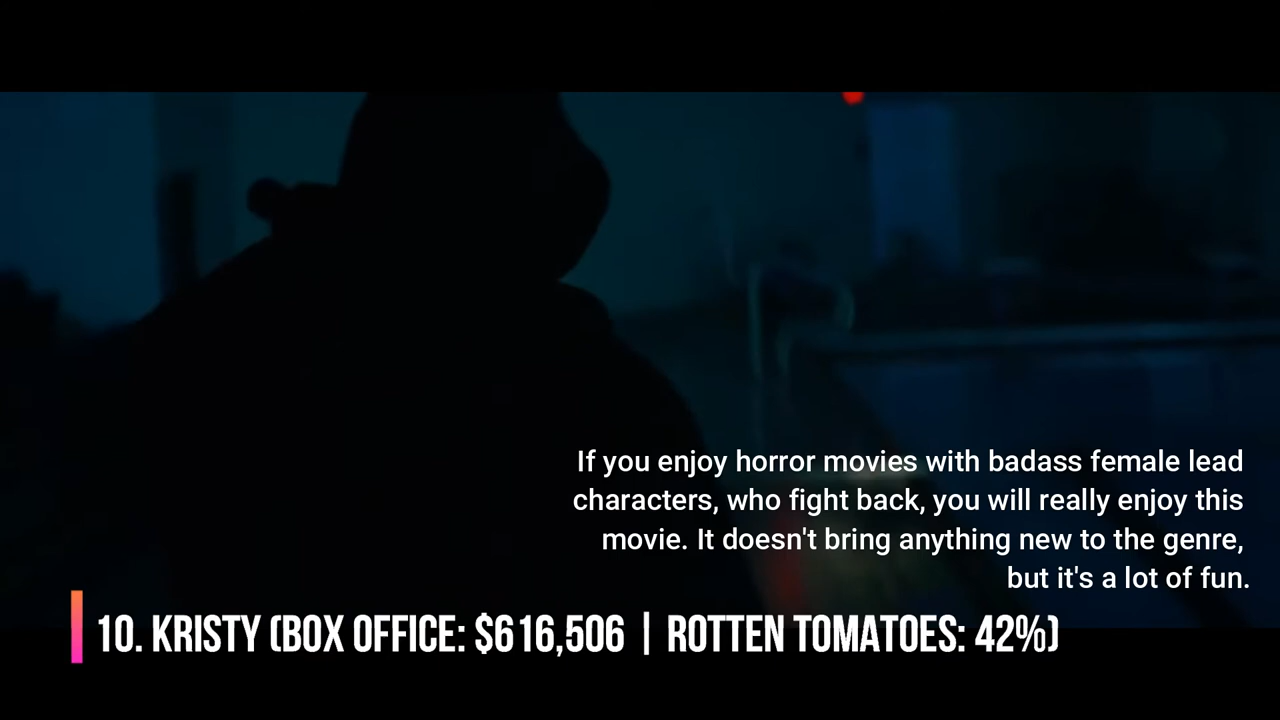 If you enjoy horror movies with badass female lead
characters, who fight back, you will really enjoy this
movie. It doesn't bring anything new to the genre,
but it's a lot of fun.
10. KRISTY (BOX OFFICE: $616,506 | ROTTEN TOMATOES: 42%)